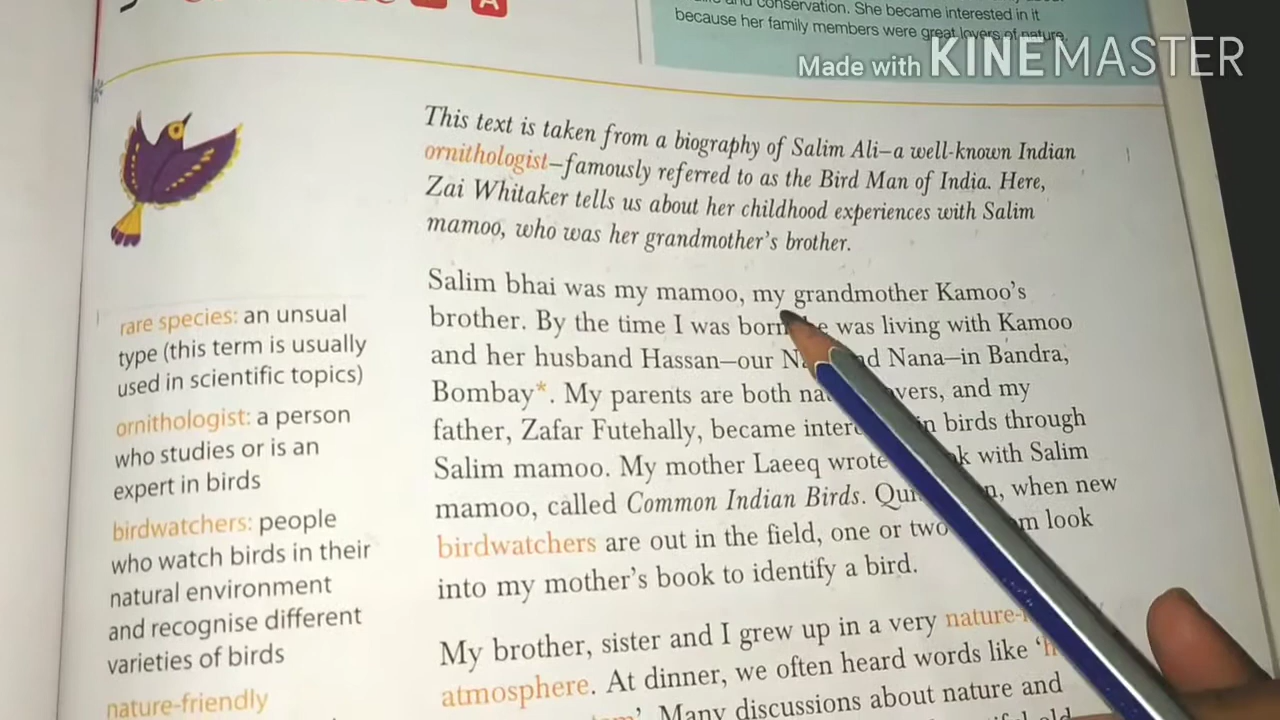 conservation. She became interested in it
because her family members were great lovers of nature.
Made with KINEMASTER
This text is taken from a biography of Salim Ali–a well-known Indian
ornithologist–famously referred to as the Bird Man of India. Here,
Zai Whitaker tells us about her childhood experiences with Salim
mamoo, who was her grandmother's brother.
Salim bhai was my mamoo, my grandmother Kamoo's
brother. By the time I was born he was living with Kamoo
and her husband Hassan–our and Nana–in Bandra,
Bombay*. My parents are both lovers, and my
father, Zafar Futehally, became in birds through
Salim mamoo. My mother Laeeq wrote with Salim
mamoo, called Common Indian Birds. when new
birdwatchers are out in the field, one or two look
into my mother's book to identify a bird.
My brother, sister and I grew up in a very nature-
atmosphere. At dinner, we often heard words like
Many discussions about nature and
rare species: an unsual
type (this term is usually
used in scientific topics)
ornithologist: a person
who studies or is an
expert in birds
birdwatchers: people
who watch birds in their
natural environment
and recognise different
varieties of birds
nature-friendly